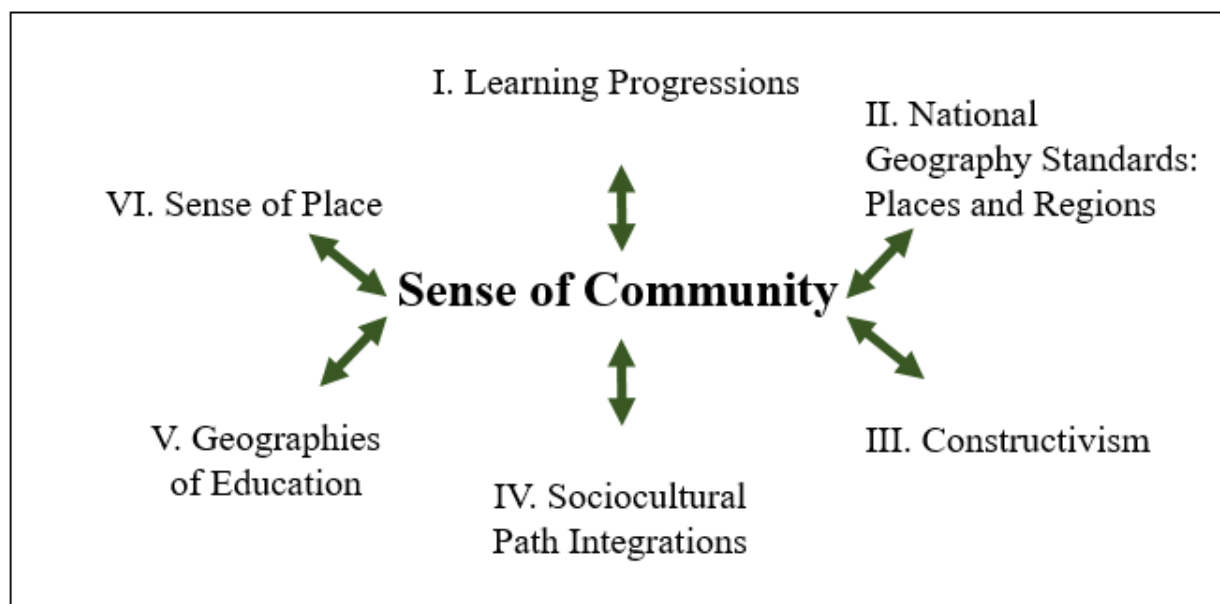 I. Learning Progressions
II. National
Geography Standards:
Places and Regions
VI. Sense of Place
Sense of Community
V. Geographies
of Education
III. Constructivism
IV. Sociocultural
Path Integrations